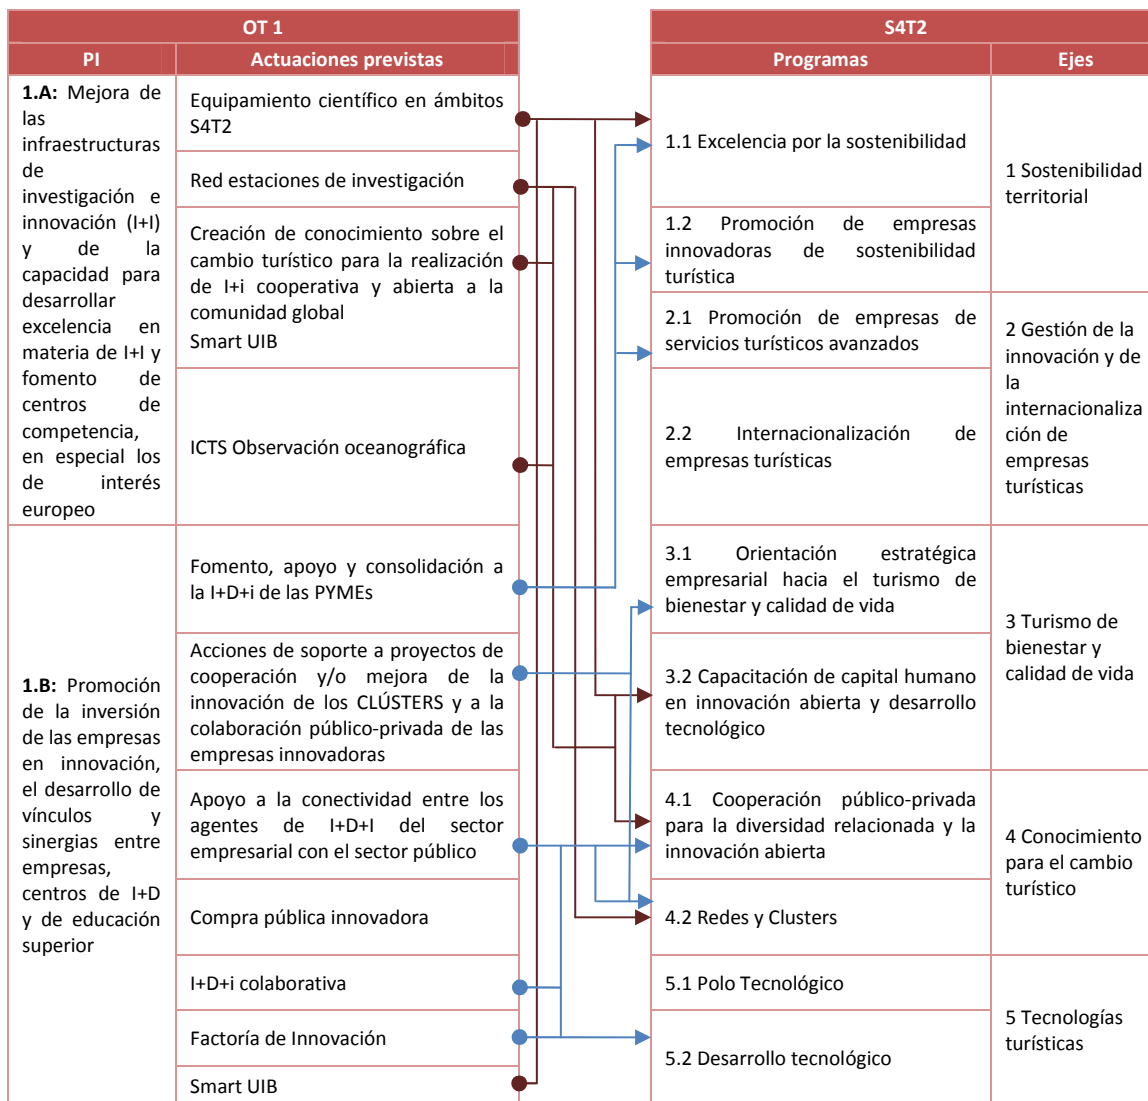 OT 1
PI
Actuaciones previstas
1.A: Mejora de
las
infraestructuras
de
investigación e
innovación (I+I)
y de la
capacidad para
desarrollar
excelencia en
materia de I+I y
fomento de
centros de
competencia,
en especial los
de interés
europeo
Equipamiento científico en ámbitos
S4T2
Red estaciones de investigación
Creación de conocimiento sobre el
cambio turístico para la realización
de I+i cooperativa y abierta a la
comunidad global
Smart UIB
ICTS Observación oceanográfica
1.B: Promoción
de la inversión
de las empresas
en innovación,
el desarrollo de
vínculos y
sinergias entre
empresas,
centros de I+D
y de educación
superior
Fomento, apoyo y consolidación a
la I+D+i de las PYMEs
Acciones de soporte a proyectos de
cooperación y/o mejora de la
innovación de los CLÚSTERS y a la
colaboración público-privada de las
empresas innovadoras
Apoyo a la conectividad entre los
agentes de I+D+I del sector
empresarial con el sector público
Compra pública innovadora
I+D+i colaborativa
Factoría de Innovación
Smart UIB
S4T2
Programas
Ejes
1.1 Excelencia por la sostenibilidad
1.2 Promoción de empresas
innovadoras de sostenibilidad
turística
1 Sostenibilidad
territorial
2.1 Promoción de empresas de
servicios turísticos avanzados
2.2 Internacionalización de
empresas turísticas
2 Gestión de la
innovación y de
la
internacionaliza
ción de
empresas
turísticas
3.1 Orientación estratégica
empresarial hacia el turismo de
bienestar y calidad de vida
3.2 Capacitación de capital humano
en innovación abierta y desarrollo
tecnológico
3 Turismo de
bienestar y
calidad de vida
4.1 Cooperación público-privada
para la diversidad relacionada y la
innovación abierta
4.2 Redes y Clusters
4 Conocimiento
para el cambio
turístico
5.1 Polo Tecnológico
5.2 Desarrollo tecnológico
5 Tecnologías
turísticas